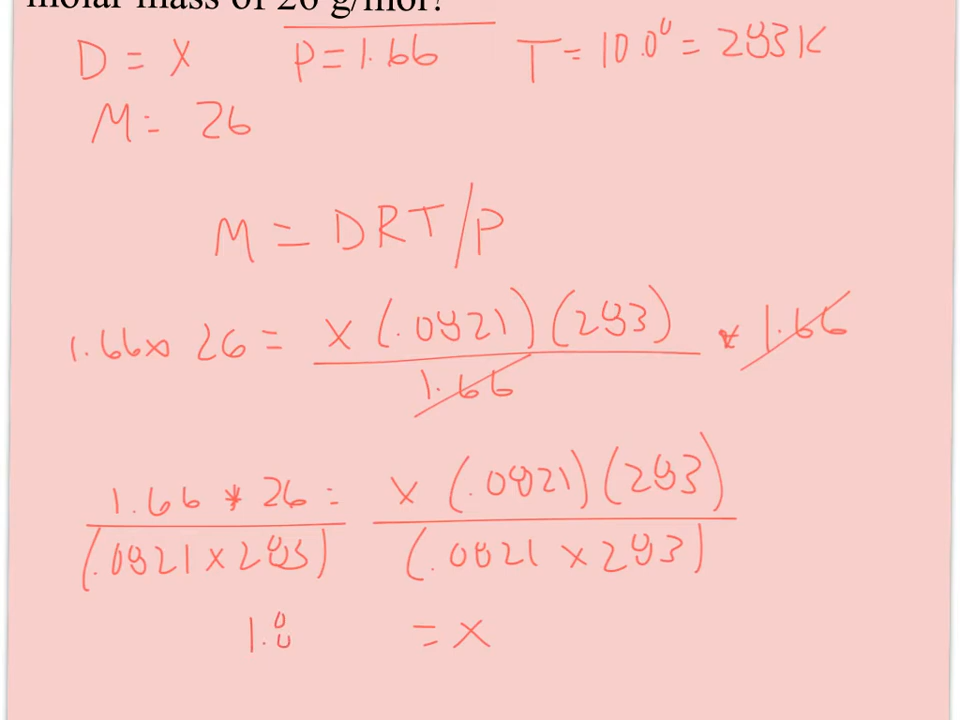 molar mass of 26 g/mol?
D = X P = 1.66 T = 10.0° = 283K
M = 26
M = DRT/P
1.66 x 26 = X (.0821) (283) * 1.66
1.66
1.66 * 26 = X (.0821) (283)
(.0821 x 283) (.0821 x 283)
1.8 = X